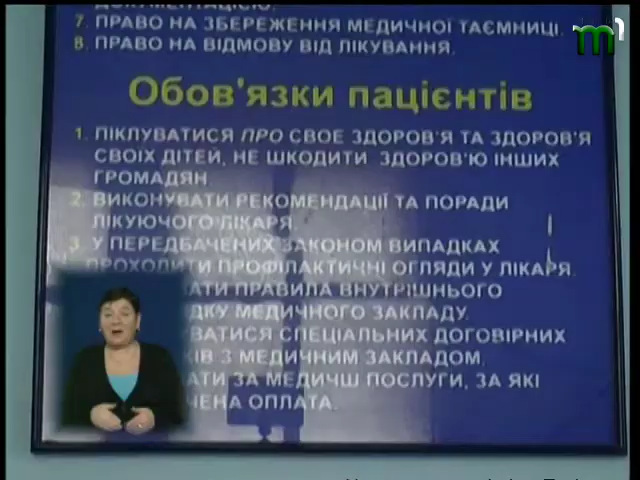 7. ПРАВО НА ЗБЕРЕЖЕННЯ МЕДИЧНОЇ ТАЄМНИЦІ.
8. ПРАВО НА ВІДМОВУ ВІД ЛІКУВАННЯ.
Обов'язки пацієнтів
1. ПІКЛУВАТИСЯ ПРО СВОЕ ЗДОРОВ'Я ТА ЗДОРОВ'Я
СВОЇХ ДІТЕЙ, НЕ ШКОДИТИ ЗДОРОВ'Ю ІНШИХ
ГРОМАДЯН
2. ВИКОНУВАТИ РЕКОМЕНДАЦІЇ ТА ПОРАДИ
ЛІКУЮЧОГО ЛІКАРЯ
3. У ПЕРЕДБАЧЕНИХ ЗАКОНОМ ВИПАДКАХ
ПРОХОДИТИ ПРОФІЛАКТИЧНІ ОГЛЯДИ У ЛІКАРЯ.
ПРАВИЛА ВНУТРІШНЬОГО
МЕДИЧНОГО ЗАКЛАДУ.
СПЕЦІАЛЬНИХ ДОГОВІРНИХ
З МЕДИЧНИМ ЗАКЛАДОМ.
ЗА МЕДИЧШ ПОСЛУГИ, ЗА ЯКІ
ОПЛАТА.
m